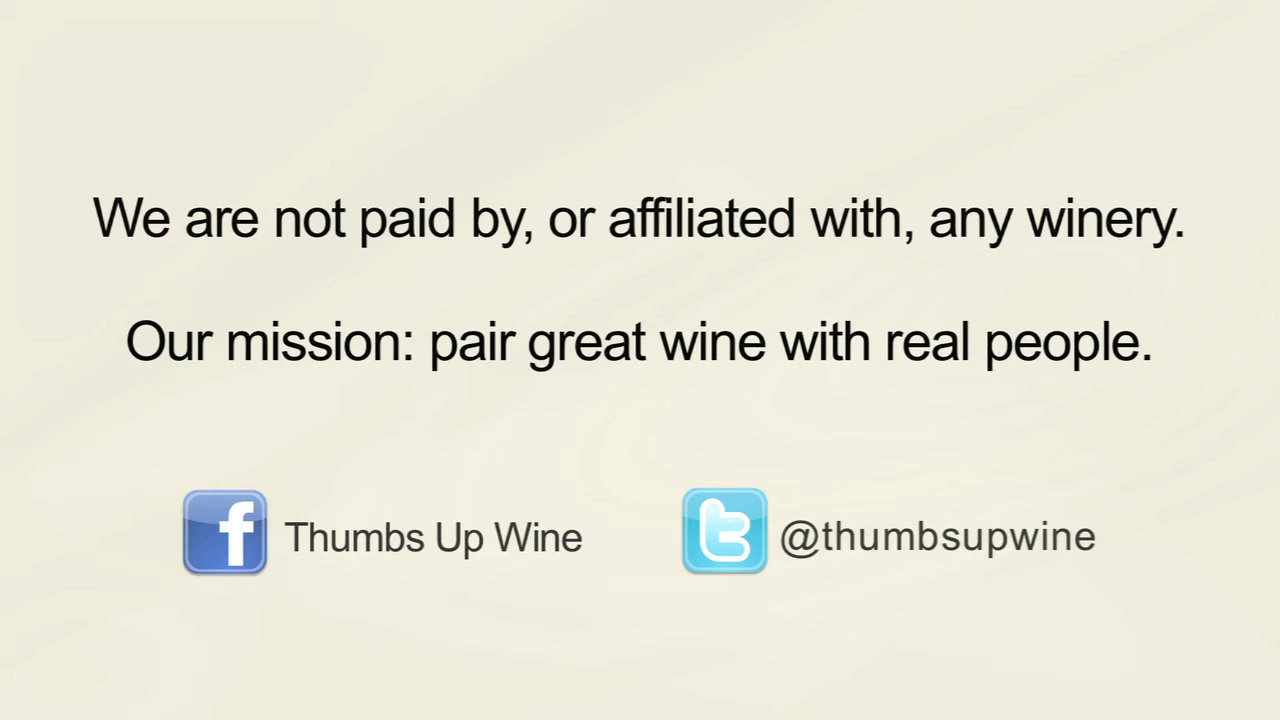 We are not paid by, or affiliated with, any winery.
Our mission: pair great wine with real people.
Thumbs Up Wine
@thumbsupwine